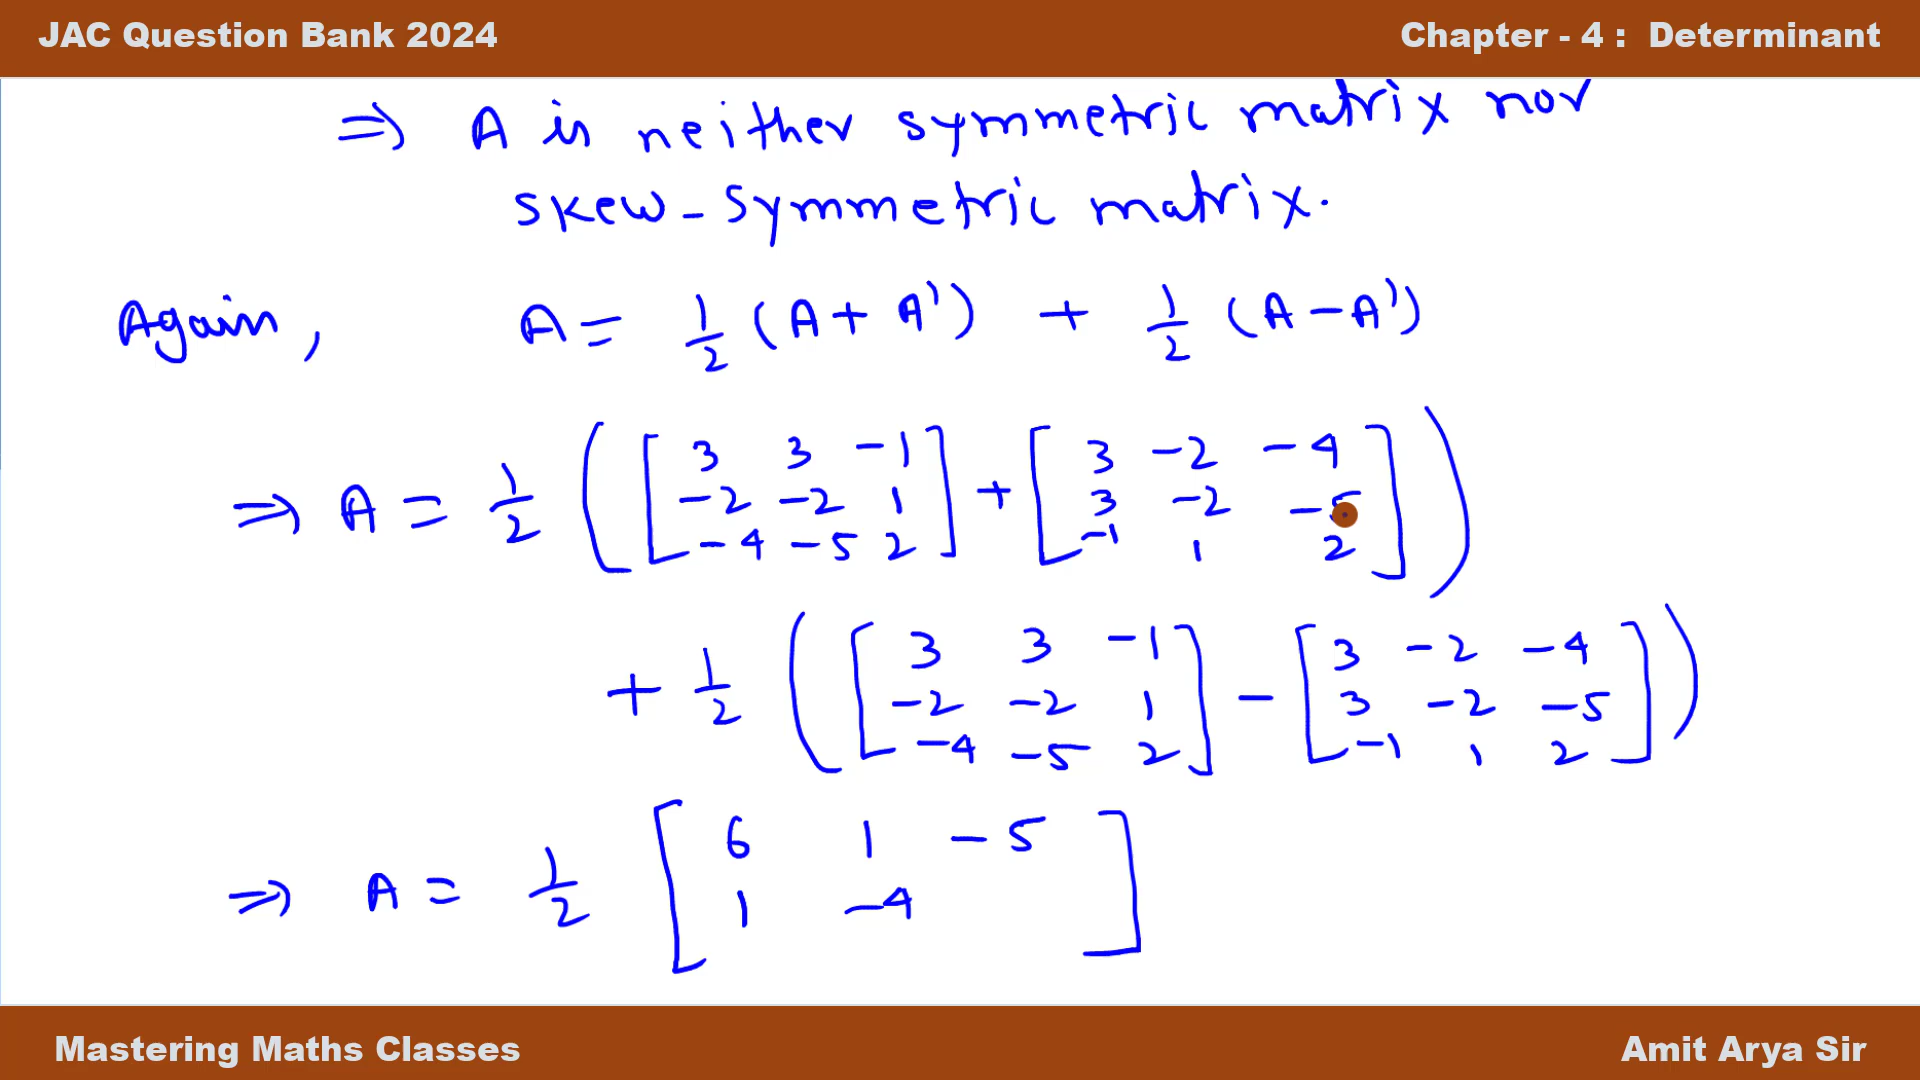 JAC Question Bank 2024
Chapter - 4 : Determinant
⇒ A is neither symmetric matrix nor
skew-symmetric matrix.
Again, A = 1/2 (A + A') + 1/2 (A - A')
⇒ A = 1/2 ( [ 3 3 -1 ; -2 -2 1 ; -4 -5 2 ] + [ 3 -2 -4 ; 3 -2 -5 ; -1 1 2 ] )
+ 1/2 ( [ 3 3 -1 ; -2 -2 1 ; -4 -5 2 ] - [ 3 -2 -4 ; 3 -2 -5 ; -1 1 2 ] )
⇒ A = 1/2 [ 6 1 -5 ; 1 -4 ]
Mastering Maths Classes
Amit Arya Sir